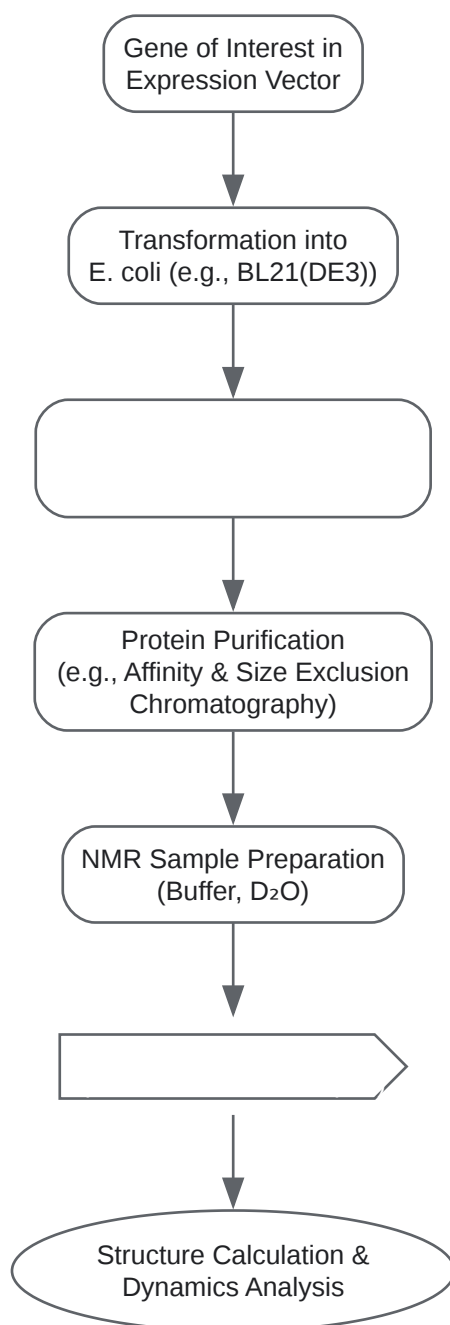 Gene of Interest in
Expression Vector
Transformation into
E. coli (e.g., BL21(DE3))
Protein Purification
(e.g., Affinity & Size Exclusion
Chromatography)
NMR Sample Preparation
(Buffer, D₂O)
Structure Calculation &
Dynamics Analysis